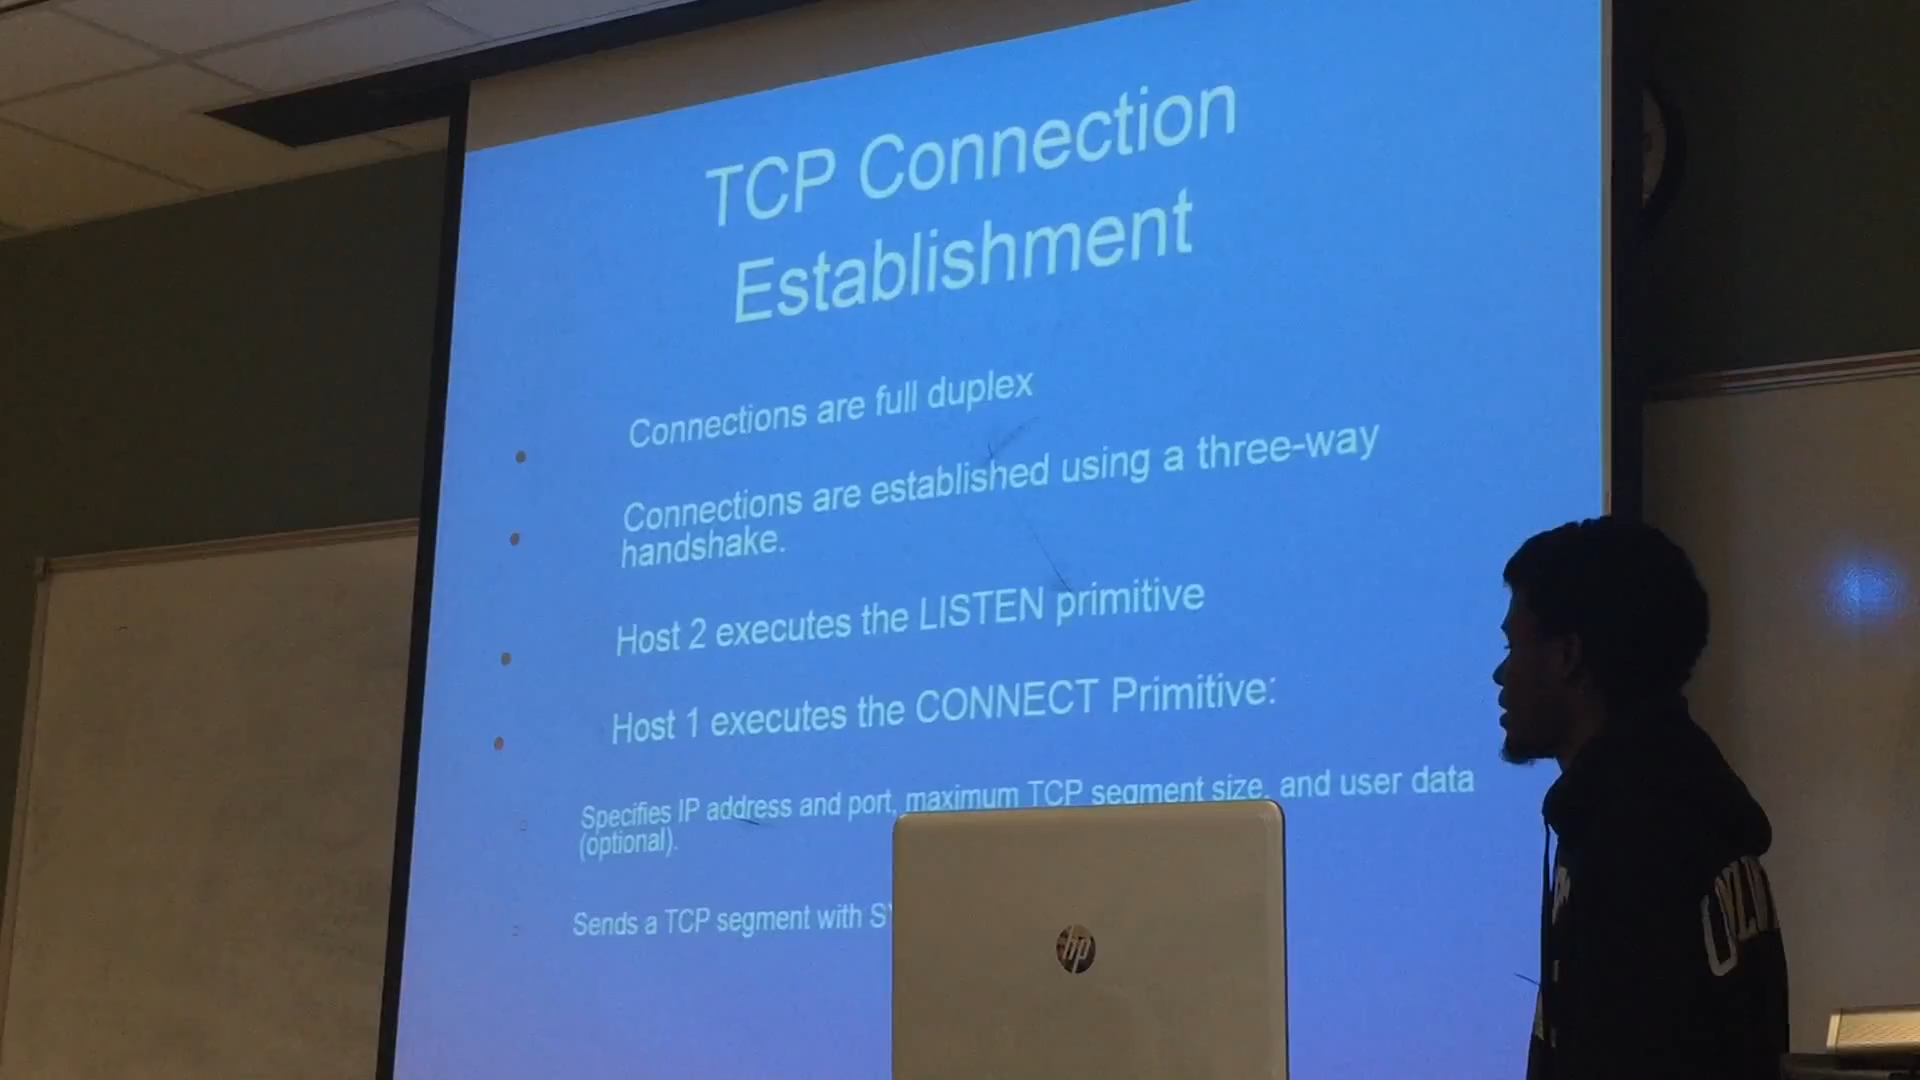 TCP Connection
Establishment
Connections are full duplex
Connections are established using a three-way
handshake.
Host 2 executes the LISTEN primitive
Host 1 executes the CONNECT Primitive:
Specifies IP address and port, maximum TCP segment size, and user data
(optional).
Sends a TCP segment with
hp